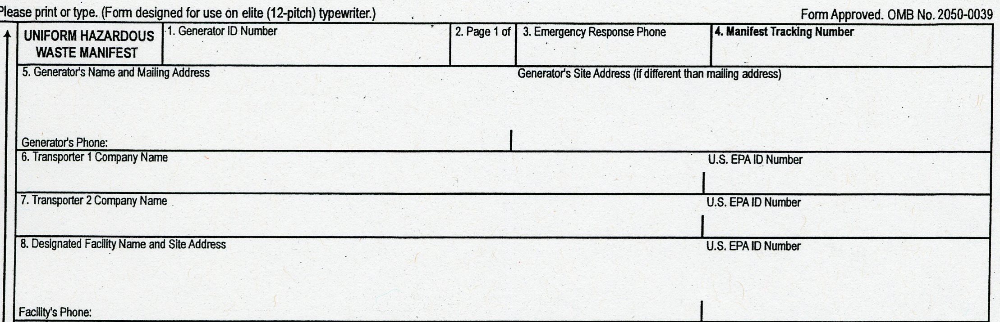 Please print or type. (Form designed for use on elite (12-pitch) typewriter.) Form Approved. OMB No. 2050-0039
UNIFORM HAZARDOUS WASTE MANIFEST
1. Generator ID Number
2. Page 1 of
3. Emergency Response Phone
4. Manifest Tracking Number
5. Generator's Name and Mailing Address
Generator's Site Address (if different than mailing address)
Generator's Phone:
6. Transporter 1 Company Name
U.S. EPA ID Number
7. Transporter 2 Company Name
U.S. EPA ID Number
8. Designated Facility Name and Site Address
U.S. EPA ID Number
Facility's Phone: